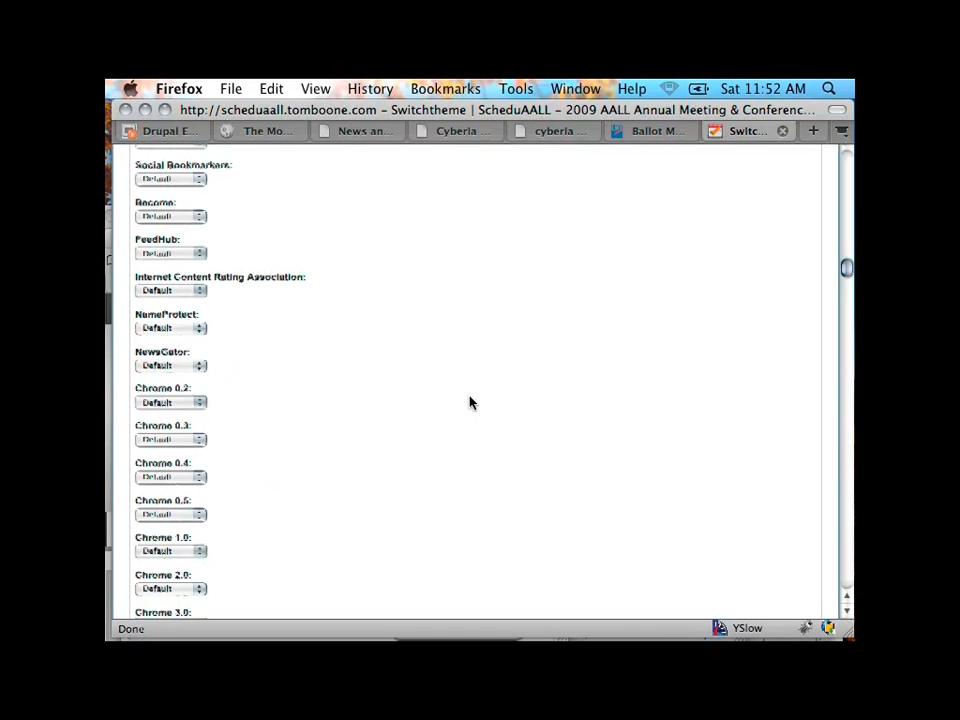 Firefox File Edit View History Bookmarks Tools Window Help Sat 11:52 AM
http://scheduaall.tomboone.com – Switchtheme | ScheduAALL – 2009 AALL Annual Meeting & Conferenc...
Drupal E... The Mo... News an... Cyberla ... cyberla ... Ballot M... Switc...
Social Bookmarkers:
Default
Become:
Default
FeedHub:
Default
Internet Content Rating Association:
Default
NameProtect:
Default
NewsGator:
Default
Chrome 0.2:
Default
Chrome 0.3:
Default
Chrome 0.4:
Default
Chrome 0.5:
Default
Chrome 1.0:
Default
Chrome 2.0:
Default
Chrome 3.0:
Done YSlow